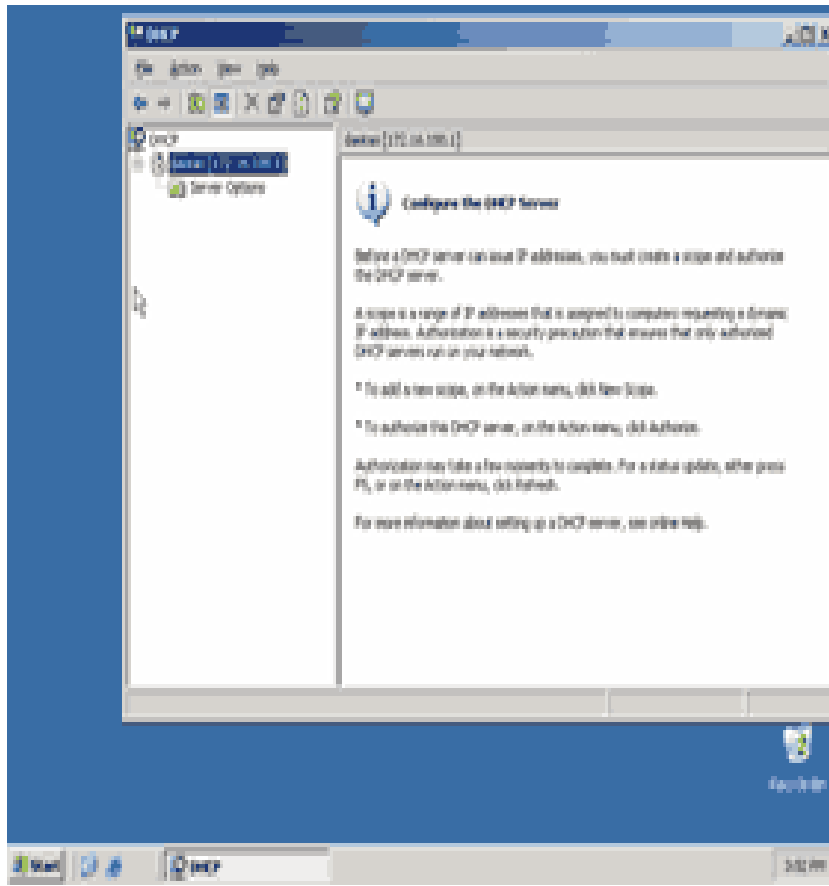 DHCP
File Action View Help
DHCP
Server Options
Configure the DHCP Server
Before a DHCP server can issue IP addresses, you must create a scope and authorize
the DHCP server.
A scope is a range of IP addresses that is assigned to computers requesting a dynamic
IP address. Authorization is a security precaution that ensures that only authorized
DHCP servers run on your network.
* To add a new scope, on the Action menu, click New Scope.
* To authorize this DHCP server, on the Action menu, click Authorize.
Authorization may take a few moments to complete. For a status update, either press
F5, or on the Action menu, click Refresh.
For more information about setting up a DHCP server, see online Help.
Recycle Bin
Start
DHCP